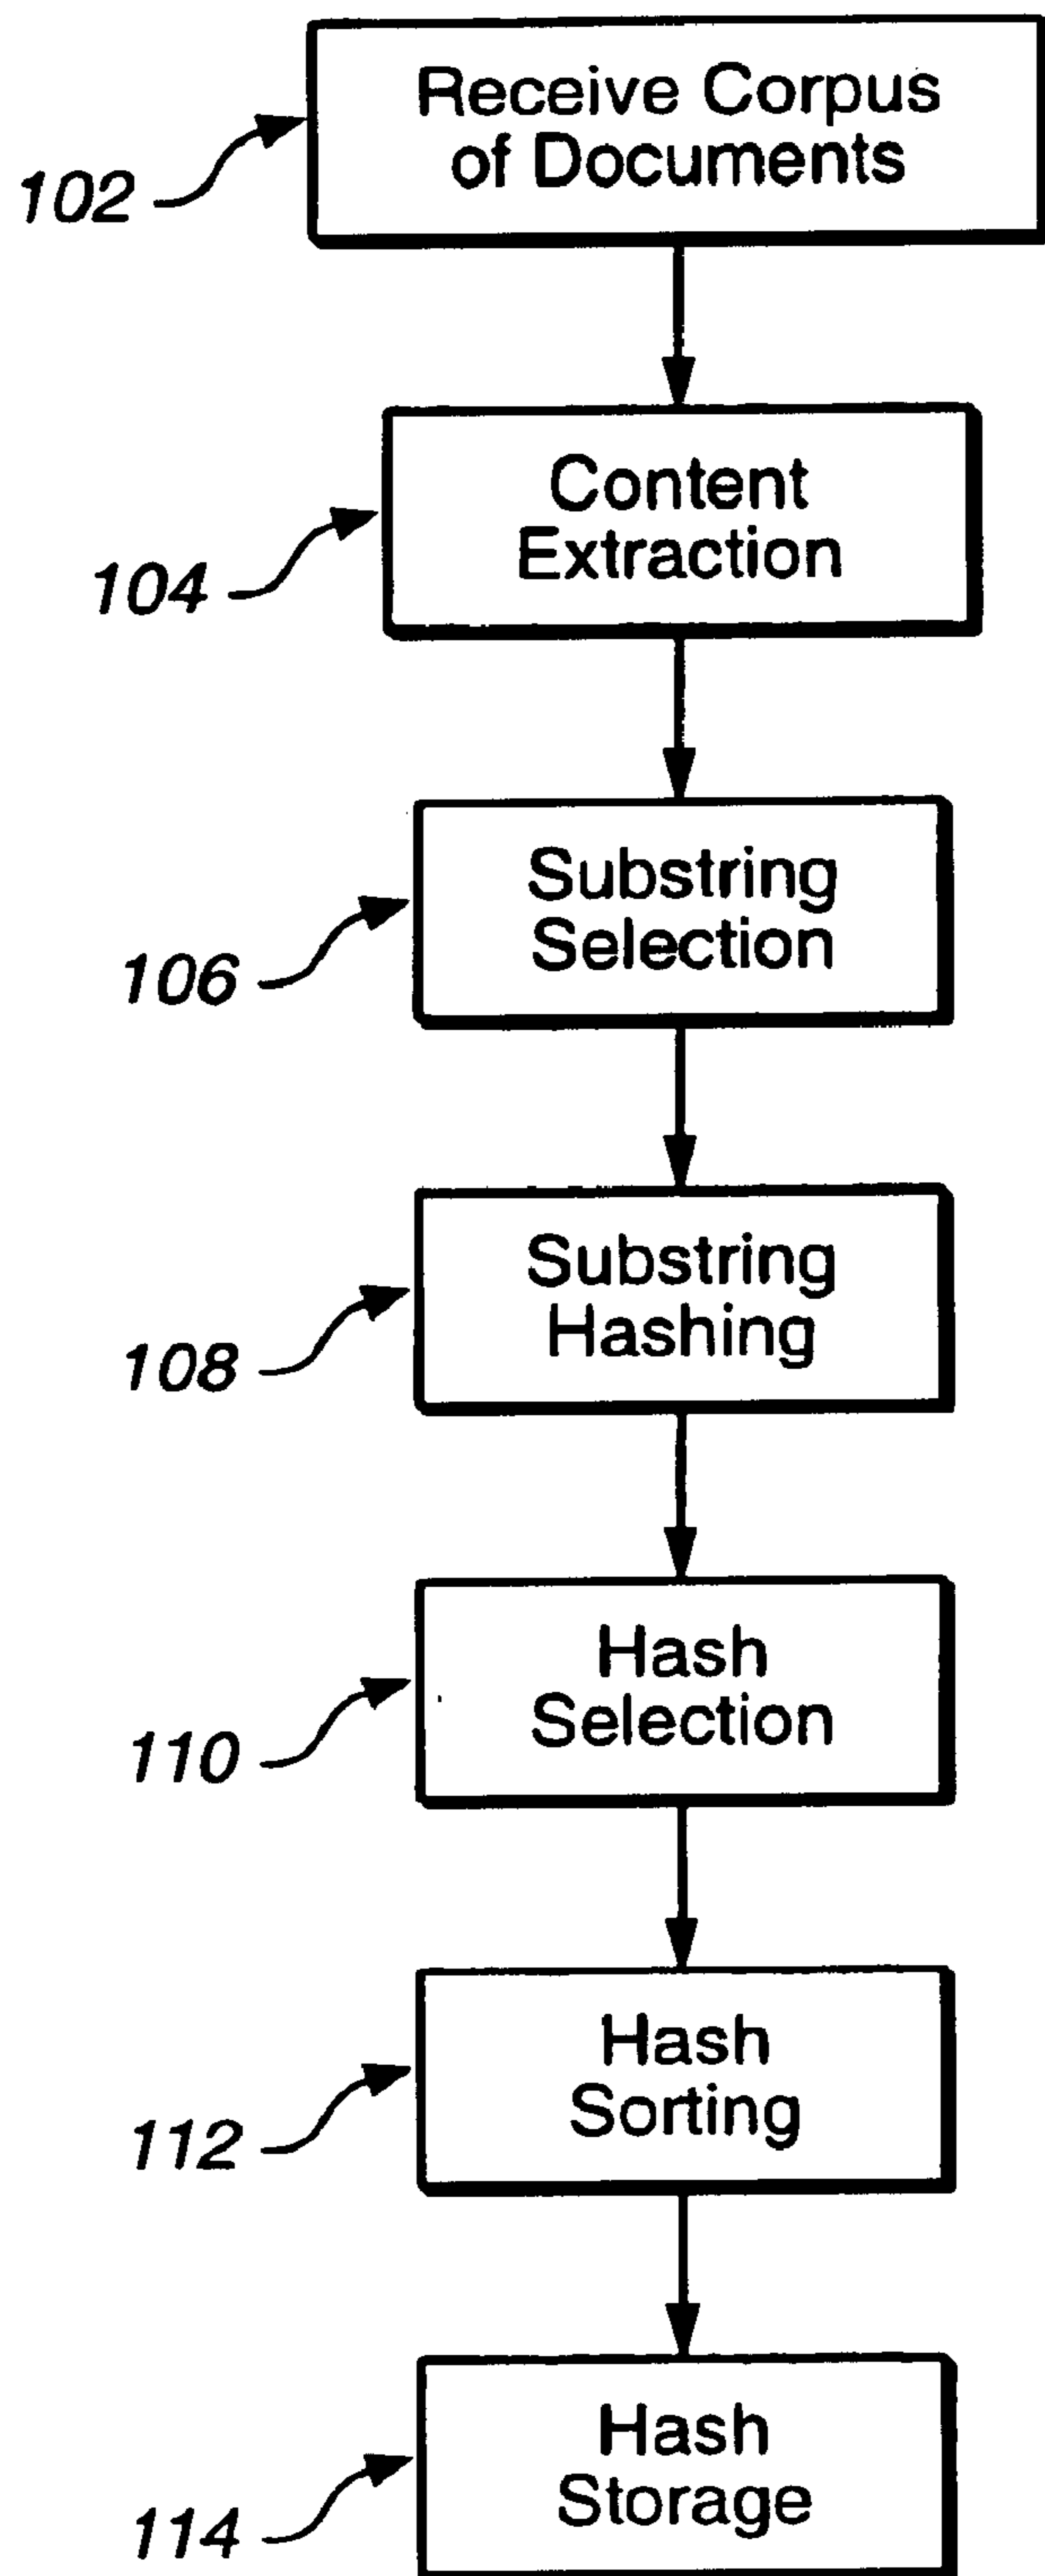 Receive Corpus
of Documents
102
Content
Extraction
104
Substring
Selection
106
Substring
Hashing
108
Hash
Selection
110
Hash
Sorting
112
Hash
Storage
114